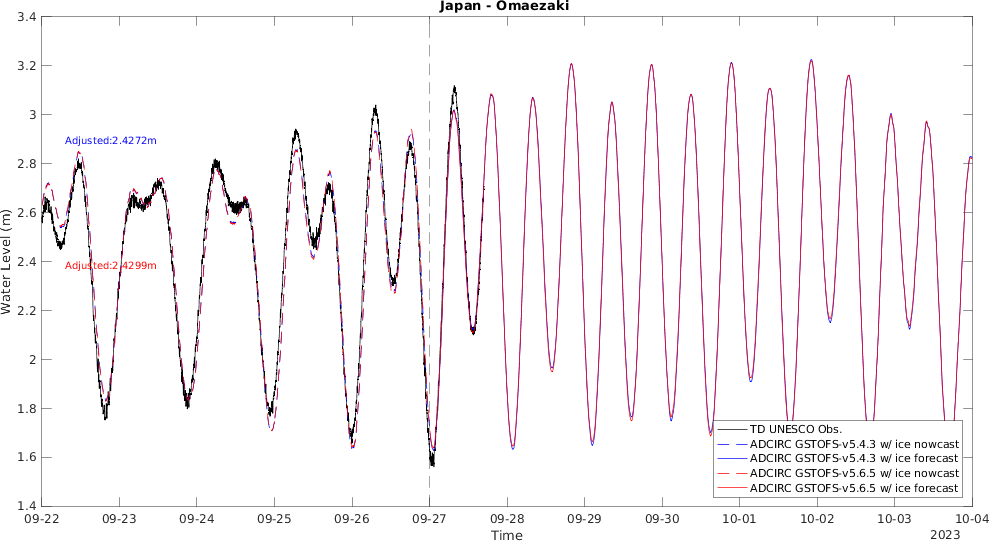 Japan - Omaezaki
3.4
3.2
3
2.8
2.6
2.4
2.2
2
1.8
1.6
1.4
Water Level (m)
Adjusted:2.4272m
Adjusted:2.4299m
TD UNESCO Obs.
ADCIRC GSTOFS-v5.4.3 w/ ice nowcast
ADCIRC GSTOFS-v5.4.3 w/ ice forecast
ADCIRC GSTOFS-v5.6.5 w/ ice nowcast
ADCIRC GSTOFS-v5.6.5 w/ ice forecast
09-22 09-23 09-24 09-25 09-26 09-27 09-28 09-29 09-30 10-01 10-02 10-03 10-04
Time
2023